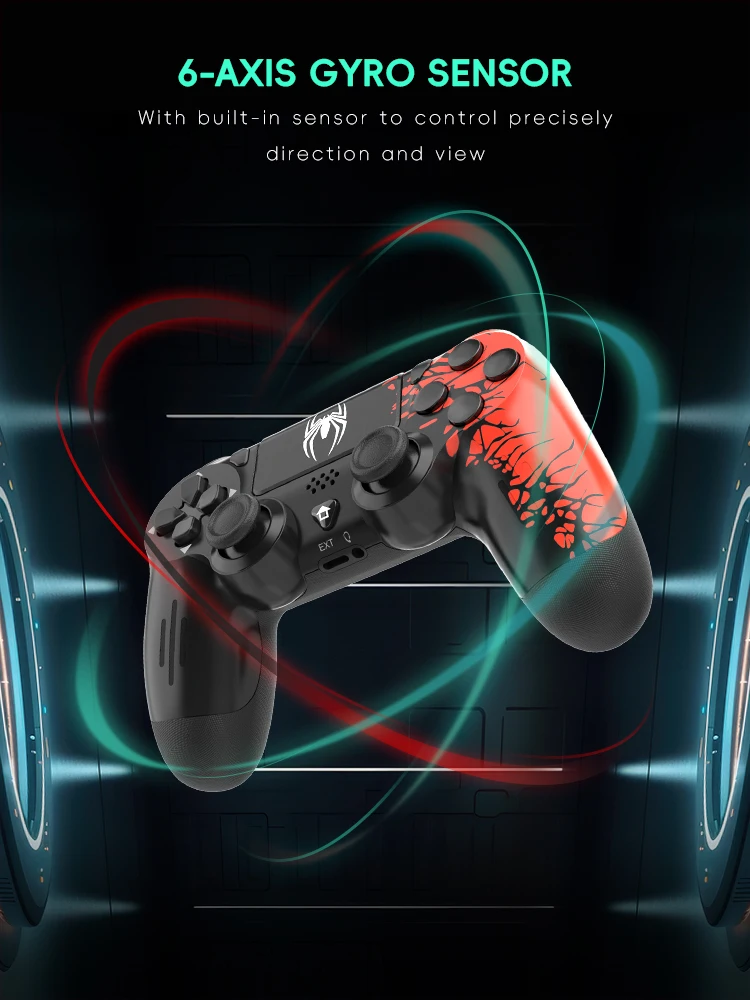 6-AXIS GYRO SENSOR
With built-in sensor to control precisely
direction and view
EXT